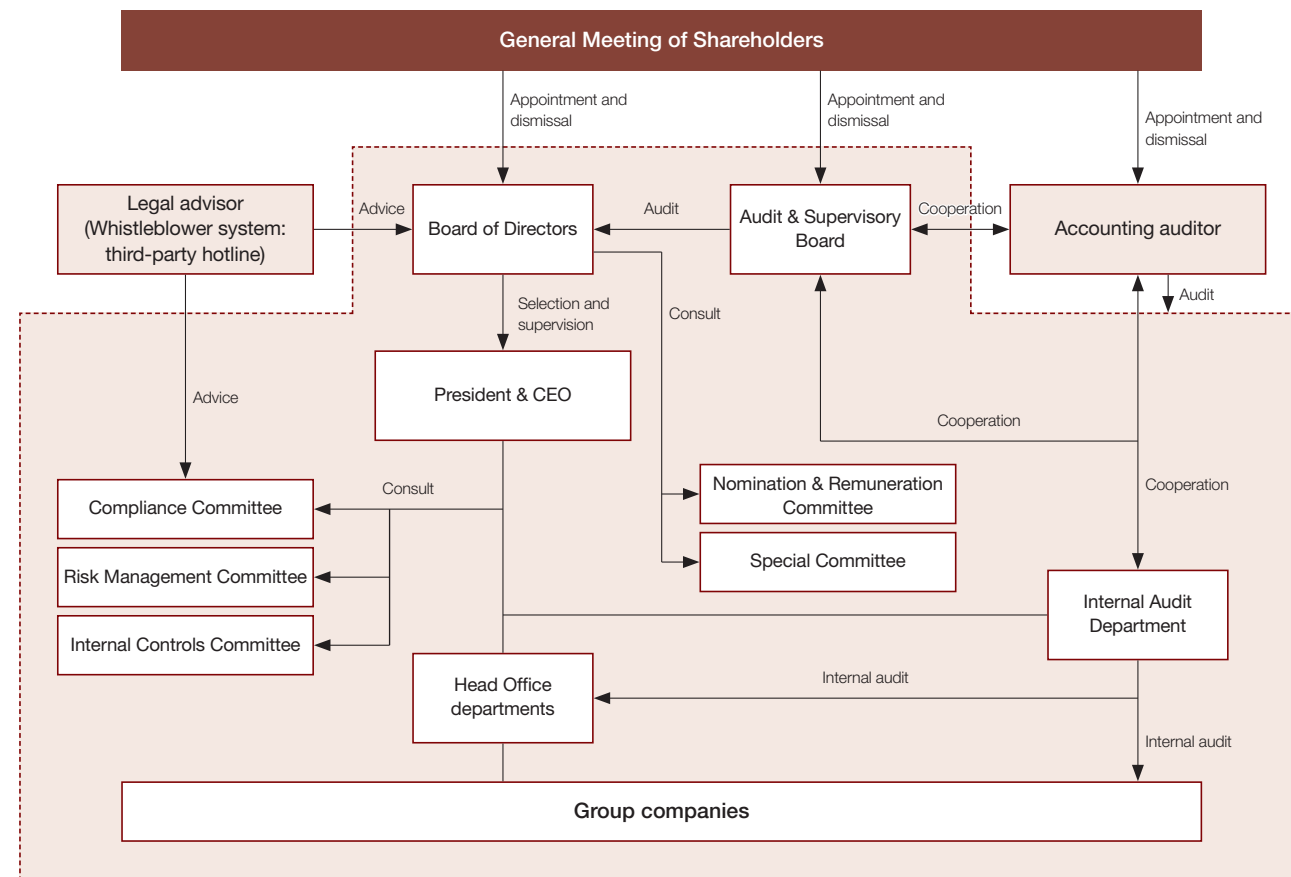 General Meeting of Shareholders
Appointment and
dismissal
Appointment and
dismissal
Appointment and
dismissal
Legal advisor
(Whistleblower system:
third-party hotline)
Advice
Board of Directors
Audit
Audit & Supervisory
Board
Cooperation
Accounting auditor
Audit
Selection and
supervision
Consult
President & CEO
Advice
Cooperation
Consult
Compliance Committee
Nomination & Remuneration
Committee
Cooperation
Risk Management Committee
Special Committee
Internal Audit
Department
Internal Controls Committee
Head Office
departments
Internal audit
Internal audit
Group companies